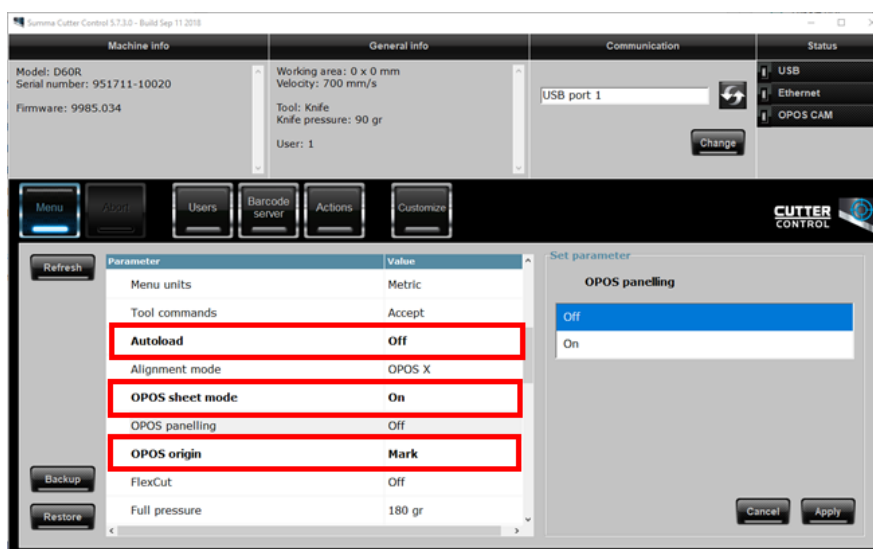 Summa Cutter Control 5.7.3.0 - Build Sep 11 2018
Machine info
General info
Communication
Status
Model: D60R
Serial number: 951711-10020
Firmware: 9985.034
Working area: 0 x 0 mm
Velocity: 700 mm/s
Tool: Knife
Knife pressure: 90 gr
User: 1
USB port 1
Change
USB
Ethernet
OPOS CAM
Menu
Abort
Users
Barcode
server
Actions
Customize
CUTTER
CONTROL
Refresh
Backup
Restore
Parameter Value
Menu units Metric
Tool commands Accept
Autoload Off
Alignment mode OPOS X
OPOS sheet mode On
OPOS panelling Off
OPOS origin Mark
FlexCut Off
Full pressure 180 gr
Set parameter
OPOS panelling
Off
On
Cancel
Apply